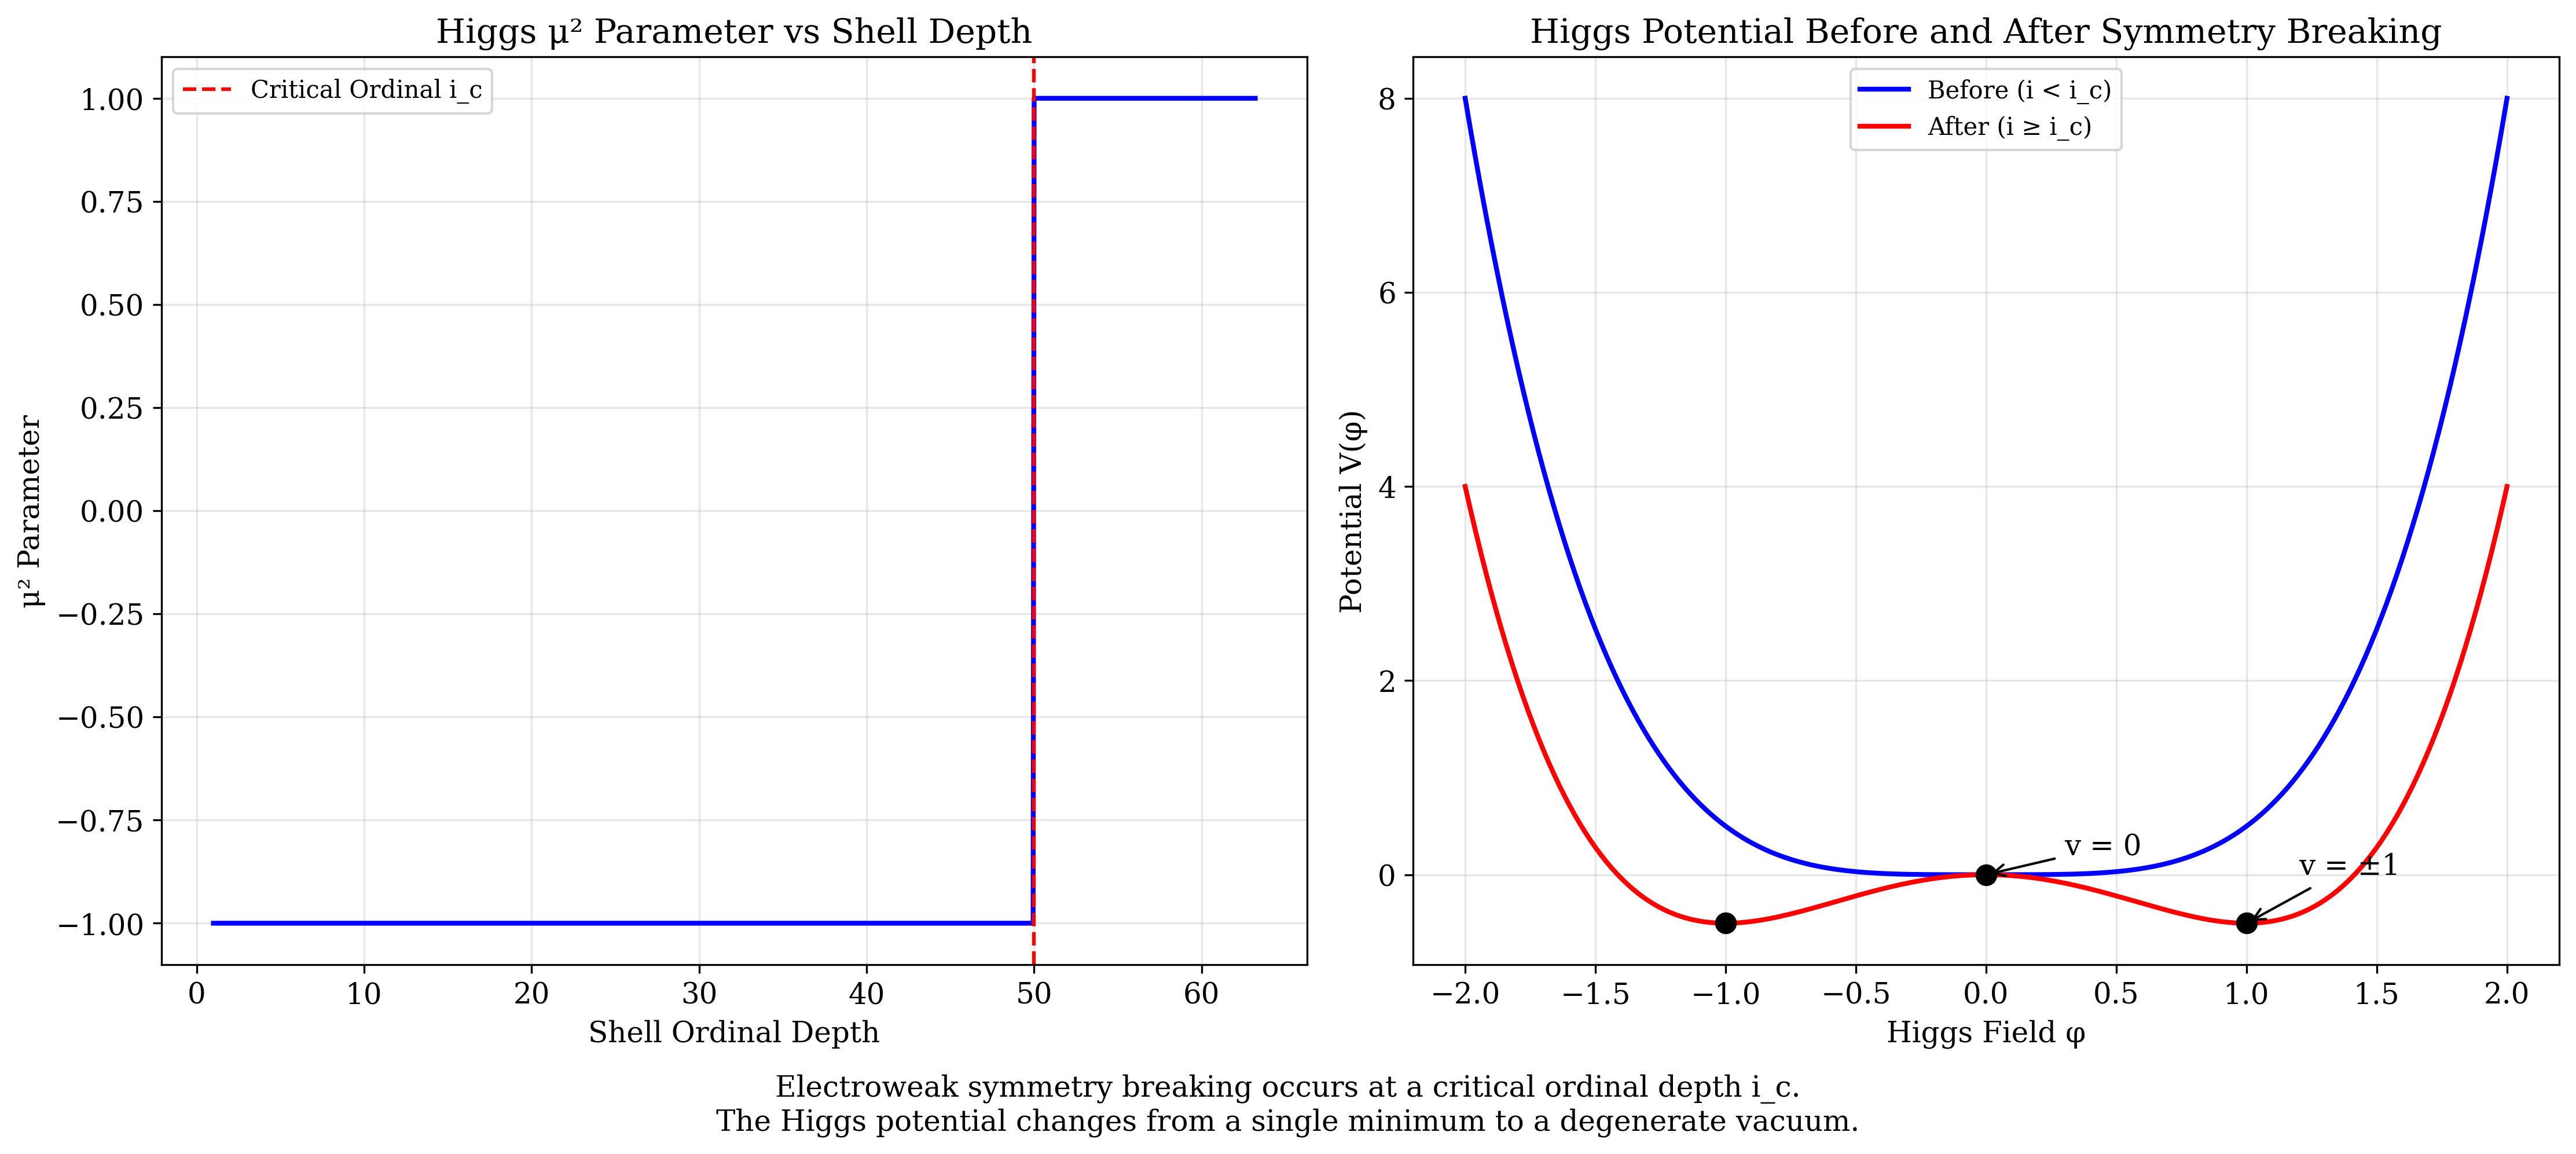 Higgs μ² Parameter vs Shell Depth
Critical Ordinal i_c
1.00
0.75
0.50
0.25
0.00
−0.25
−0.50
−0.75
−1.00
μ² Parameter
0 10 20 30 40 50 60
Shell Ordinal Depth
Higgs Potential Before and After Symmetry Breaking
Before (i < i_c)
After (i ≥ i_c)
8
6
4
2
0
Potential V(φ)
v = 0
v = ±1
−2.0 −1.5 −1.0 −0.5 0.0 0.5 1.0 1.5 2.0
Higgs Field φ
Electroweak symmetry breaking occurs at a critical ordinal depth i_c.
The Higgs potential changes from a single minimum to a degenerate vacuum.